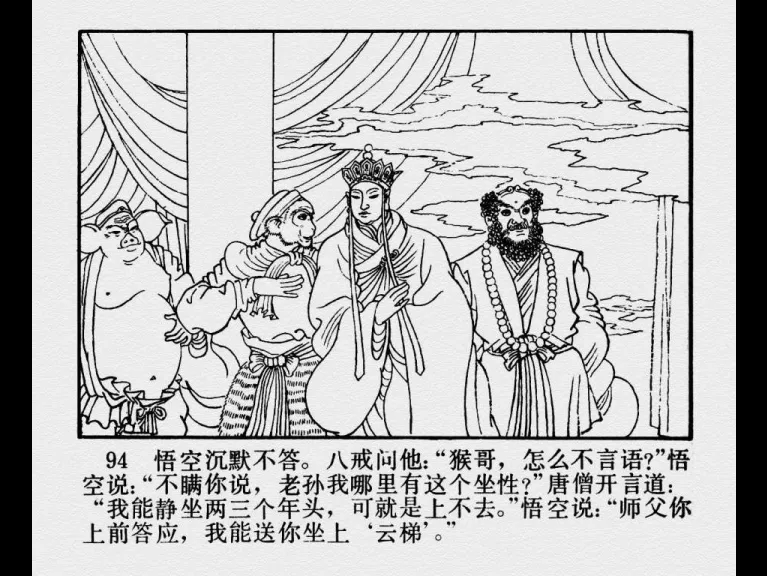 94 悟空沉默不答。八戒问他：“猴哥，怎么不言语？”悟
空说：“不瞒你说，老孙我哪里有这个坐性？”唐僧开言道：
“我能静坐两三个年头，可就是上不去。”悟空说：“师父你
上前答应，我能送你坐上‘云梯’。”